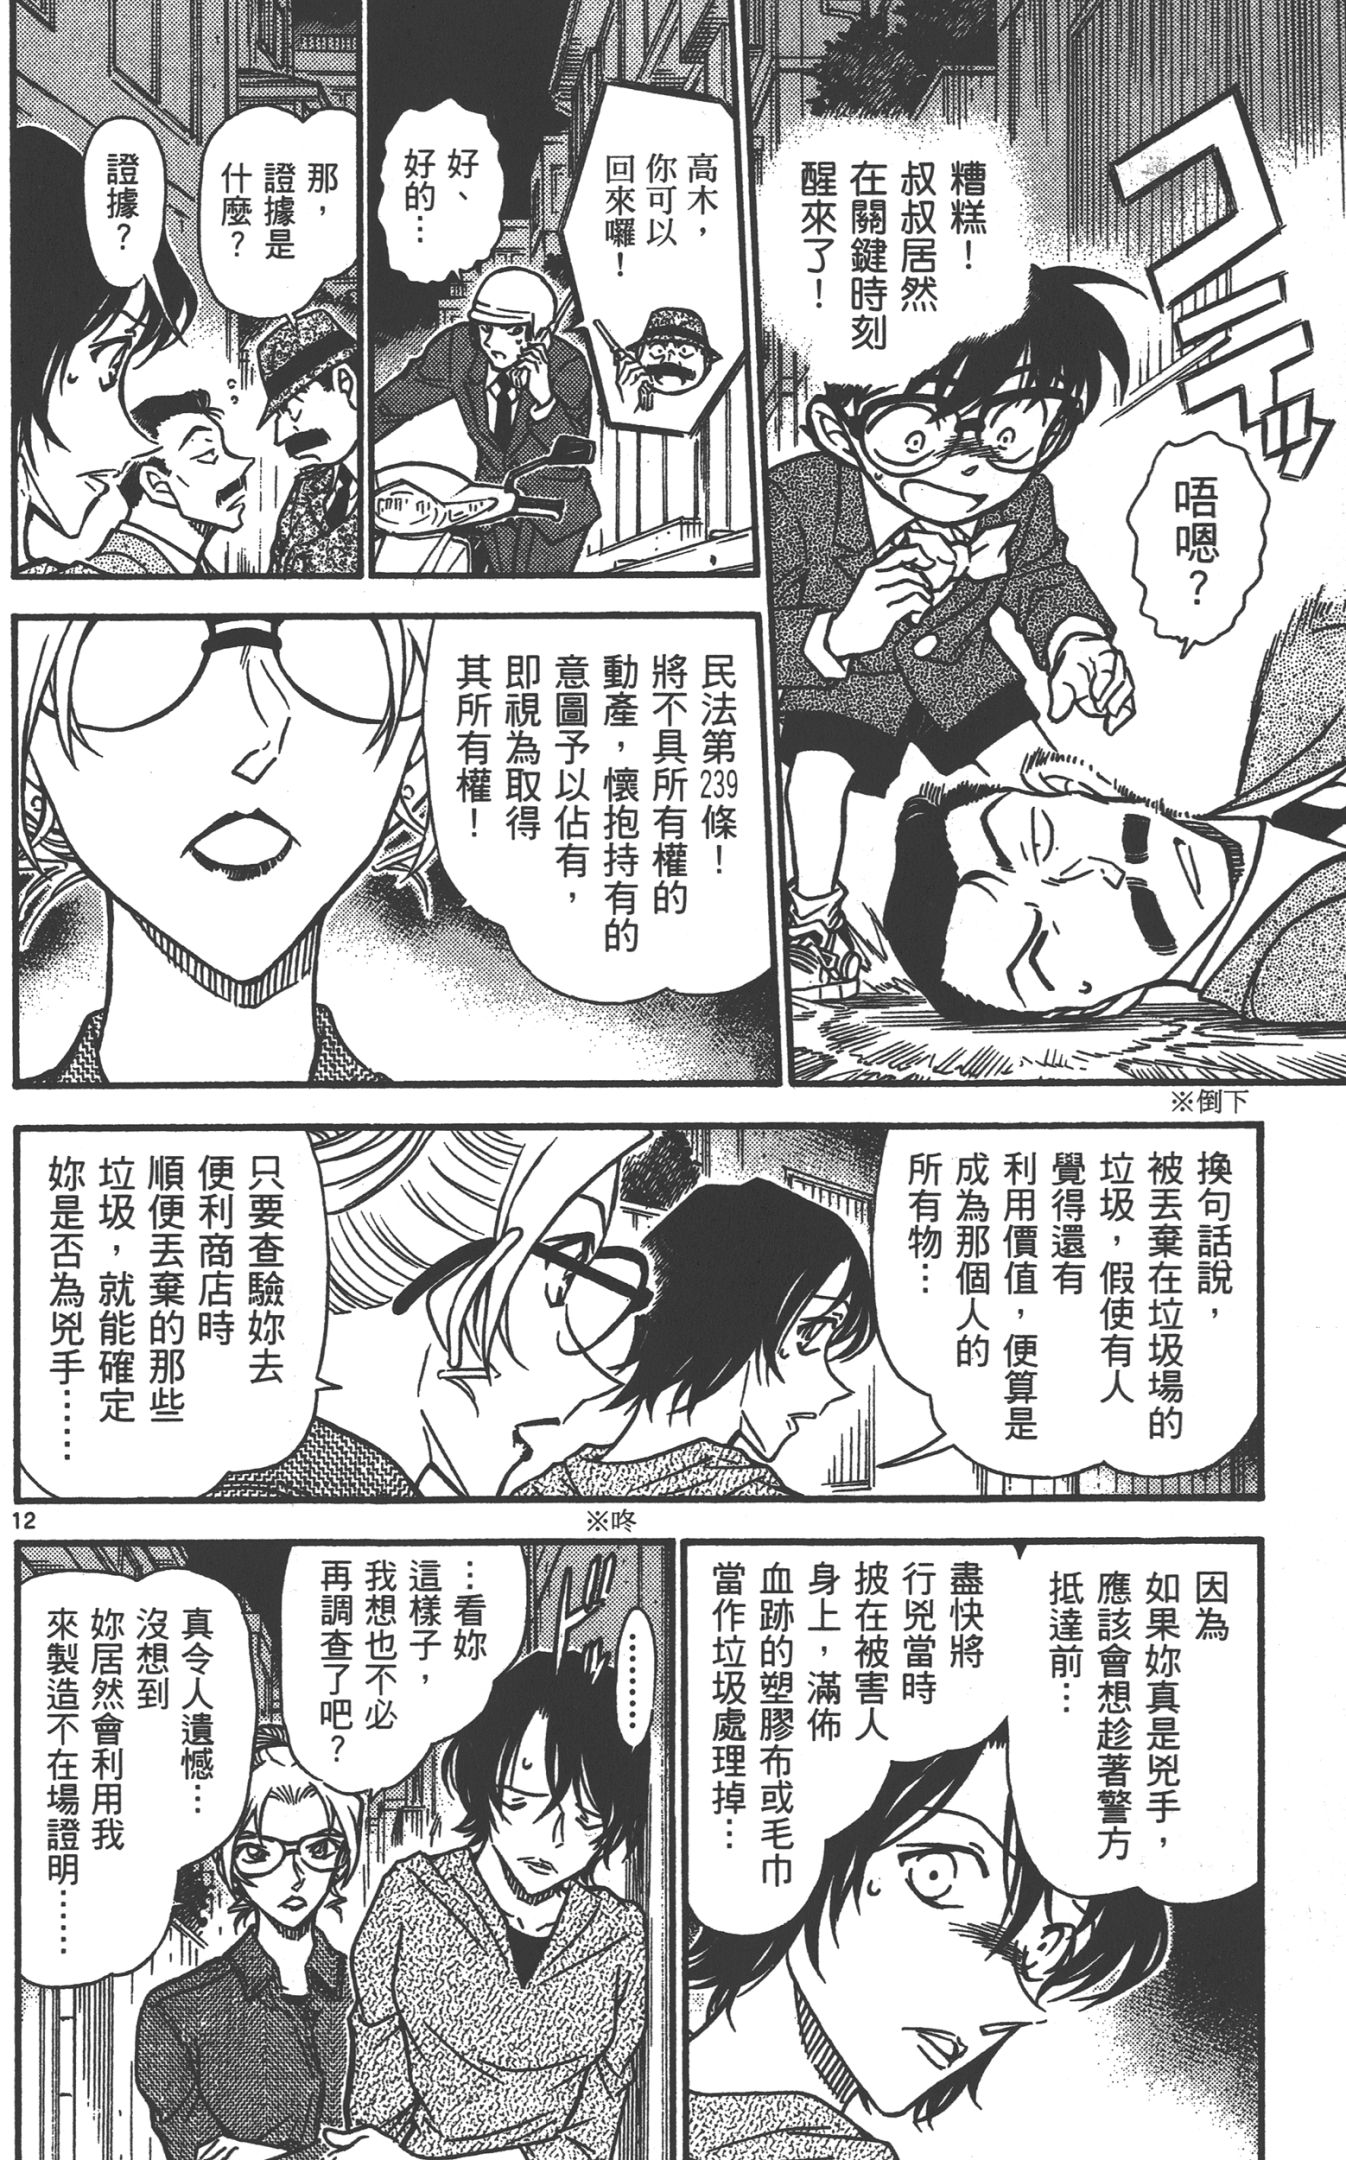 糟糕！
叔叔居然
在關鍵時刻
醒來了！
唔嗯？
※倒下
高木，
你可以
回來囉！
好、
好的…
那，
證據是
什麼？
證據？
民法第239條！
將不具所有權的
動產，懷抱持有的
意圖予以佔有，
即視為取得
其所有權！
換句話說，
被丟棄在垃圾場的
垃圾，假使有人
覺得還有
利用價值，便算是
成為那個人的
所有物…
只要查驗妳去
便利商店時
順便丟棄的那些
垃圾，就能確定
妳是否為兇手……
12
※咚
因為
如果妳真是兇手，
應該會想趁著警方
抵達前…
盡快將
行兇當時
披在被害人
身上，滿佈
血跡的塑膠布或毛巾
當作垃圾處理掉…
………
…看妳
這樣子，
我想也不必
再調查了吧？
真令人遺憾…
沒想到
妳居然會利用我
來製造不在場證明……